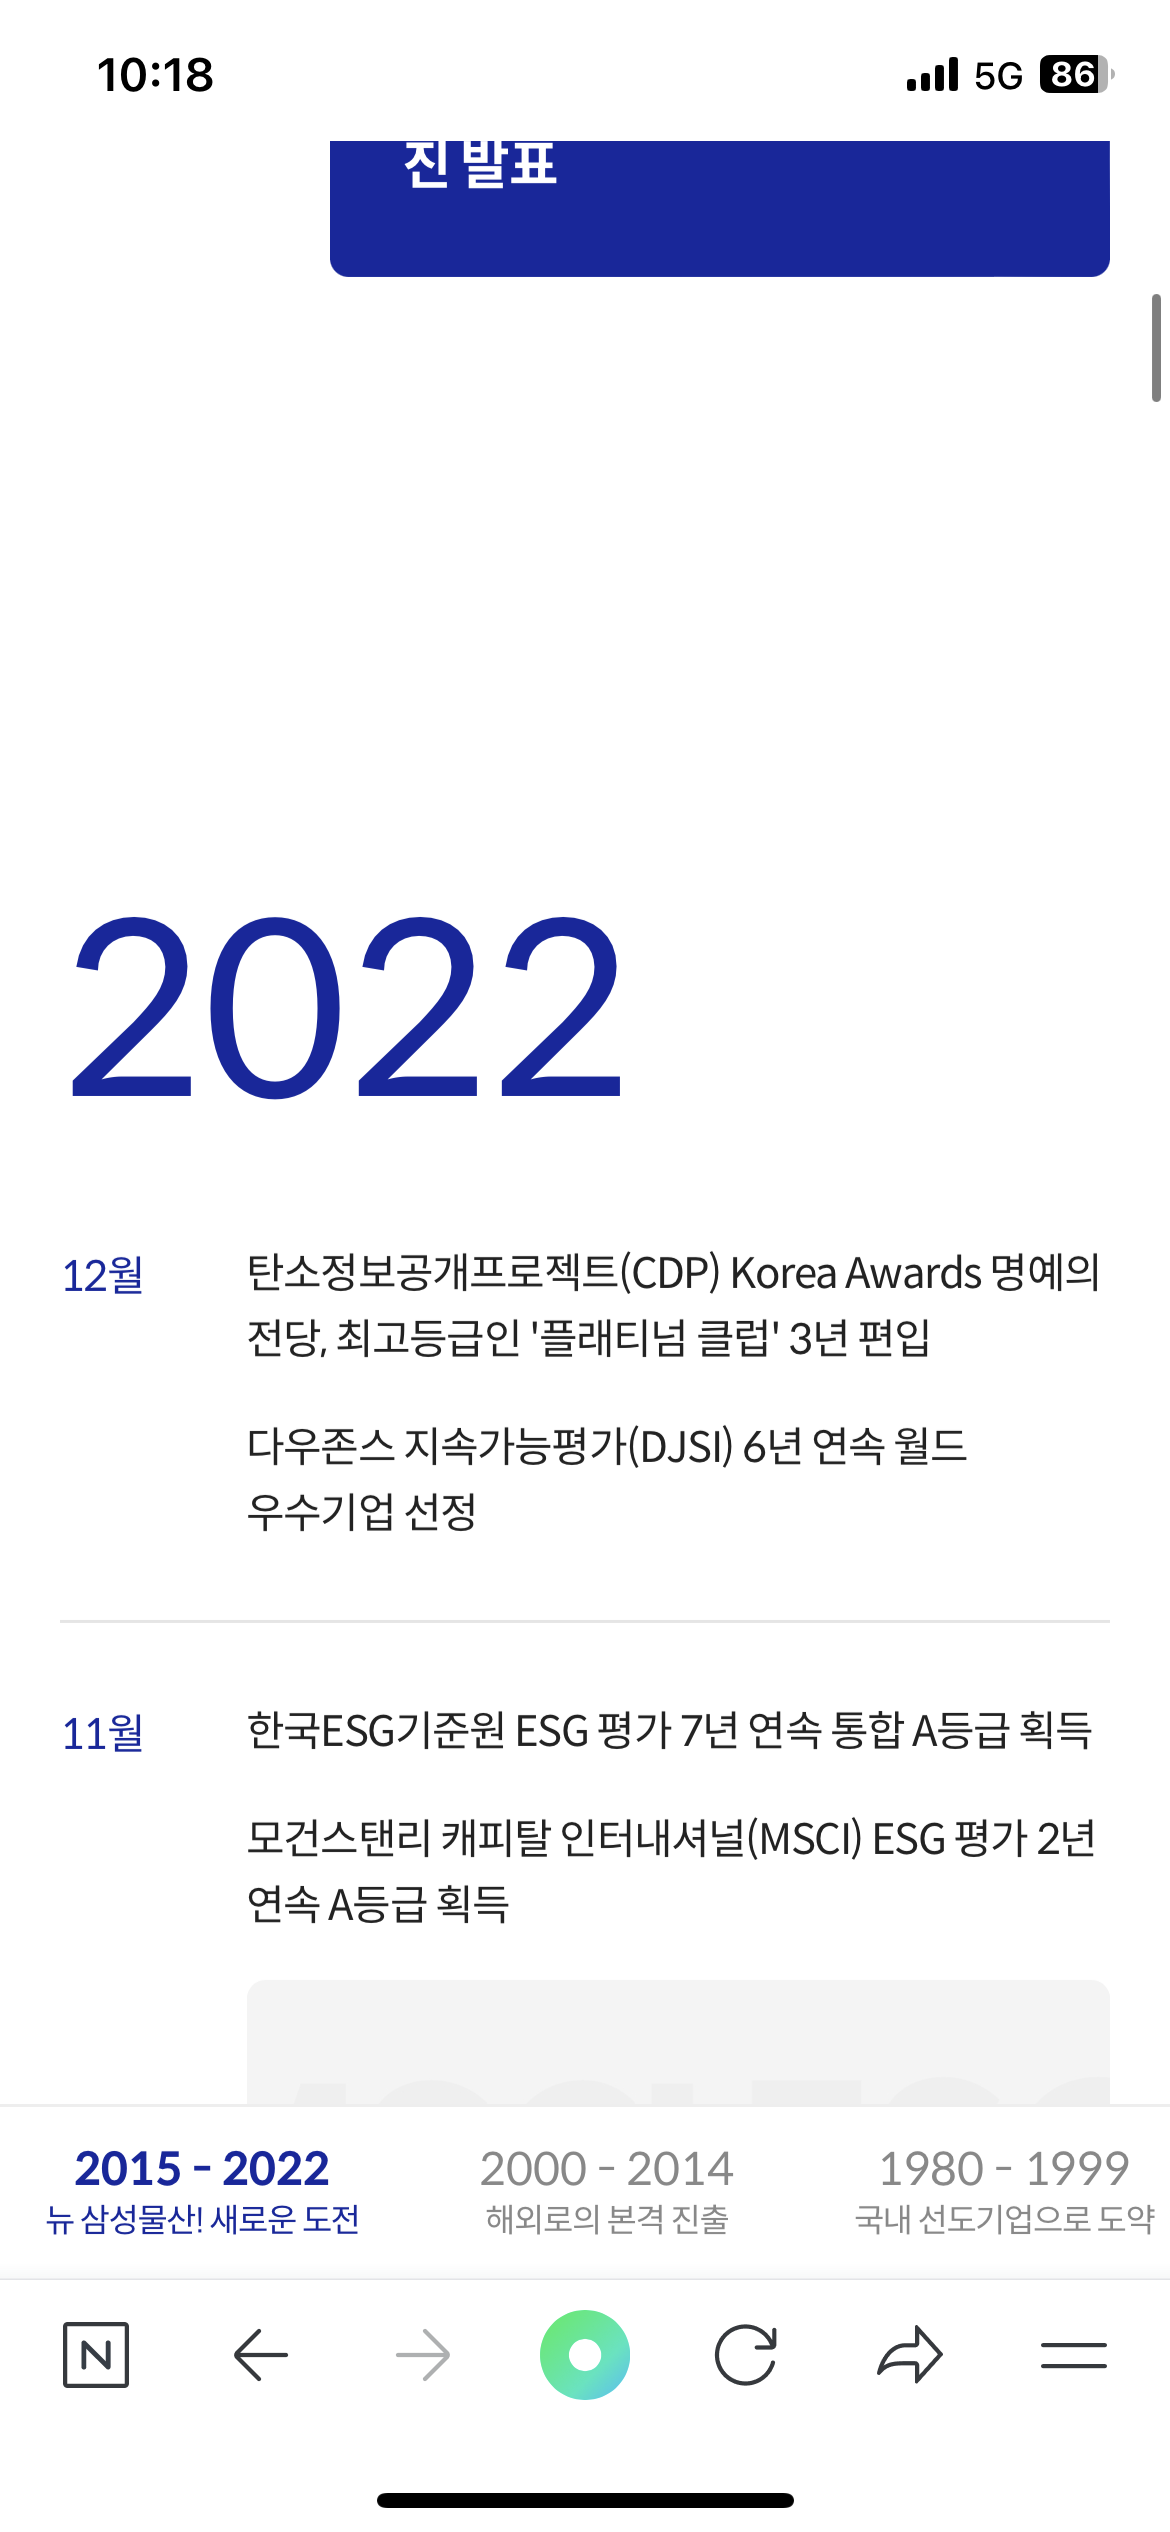 10:18
5G
86
진 발표
2022
12월
탄소정보공개프로젝트(CDP) Korea Awards 명예의
전당, 최고등급인 '플래티넘 클럽' 3년 편입
다우존스 지속가능평가(DJSI) 6년 연속 월드
우수기업 선정
11월
한국ESG기준원 ESG 평가 7년 연속 통합 A등급 획득
모건스탠리 캐피탈 인터내셔널(MSCI) ESG 평가 2년
연속 A등급 획득
2015 - 2022
뉴 삼성물산! 새로운 도전
2000 - 2014
해외로의 본격 진출
1980 - 1999
국내 선도기업으로 도약
N